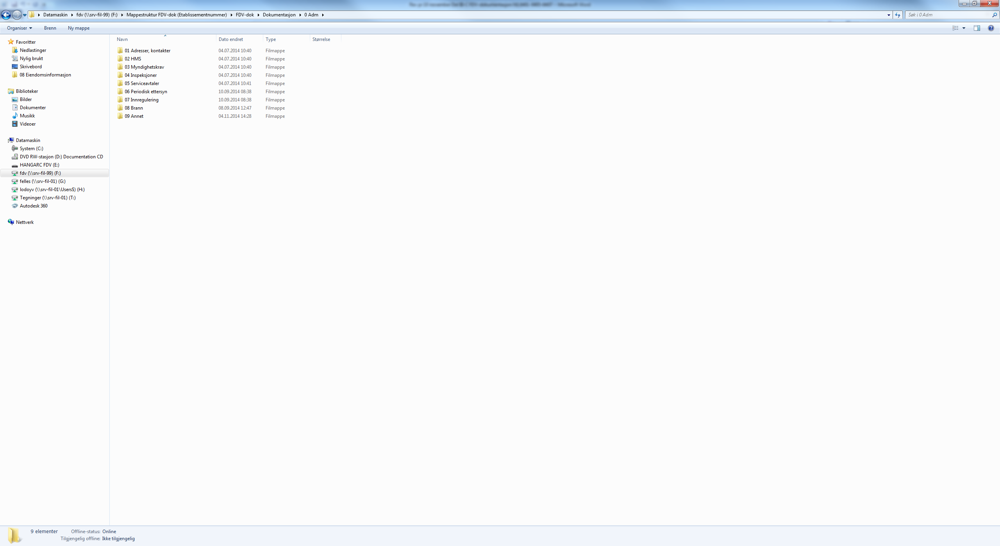 Datamaskin fdv (\\srv-fil-99) (F:) Mappestruktur FDV-dok (Etablissementnummer) FDV-dok Dokumentasjon 0 Adm
Søk i 0 Adm
Organiser Brenn Ny mappe
Favoritter
Nedlastinger
Nylig brukt
Skrivebord
08 Eiendomsinformasjon
Biblioteker
Bilder
Dokumenter
Musikk
Videoer
Datamaskin
System (C:)
DVD RW-stasjon (D:) Documentation CD
HANGARC FDV (E:)
fdv (\\srv-fil-99) (F:)
felles (\\srv-fil-01) (G:)
lodoyv (\\srv-fil-01\Users$) (H:)
Tegninger (\\srv-fil-01) (T:)
Autodesk 360
Nettverk
Navn Dato endret Type Størrelse
01 Adresser, kontakter 04.07.2014 10:40 Filmappe
02 HMS 04.07.2014 10:40 Filmappe
03 Myndighetskrav 04.07.2014 10:40 Filmappe
04 Inspeksjoner 04.07.2014 10:40 Filmappe
05 Serviceavtaler 04.07.2014 10:41 Filmappe
06 Periodisk ettersyn 10.09.2014 08:38 Filmappe
07 Innregulering 10.09.2014 08:38 Filmappe
08 Brann 08.09.2014 12:47 Filmappe
09 Annet 04.11.2014 14:28 Filmappe
9 elementer Offline-status: Online
Tilgjengelig offline: Ikke tilgjengelig